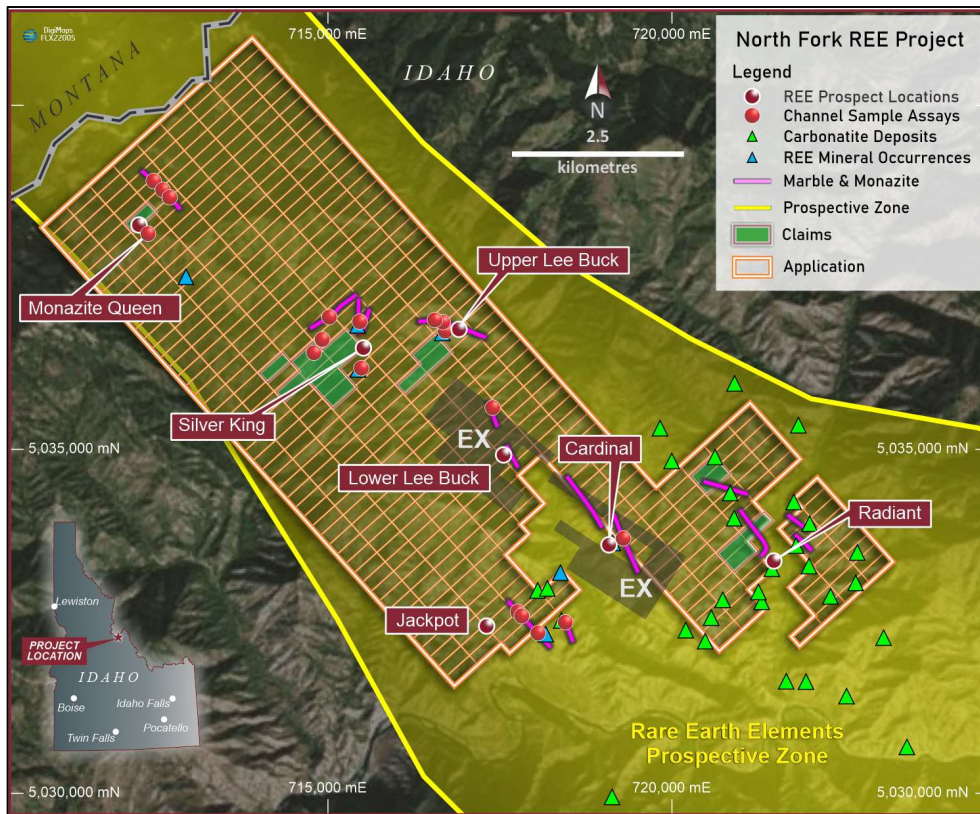 DigiMaps
FLX22005
715,000 mE
720,000 mE
MONTANA
IDAHO
N
2.5
kilometres
North Fork REE Project
Legend
REE Prospect Locations
Channel Sample Assays
Carbonatite Deposits
REE Mineral Occurrences
Marble & Monazite
Prospective Zone
Claims
Application
Upper Lee Buck
Monazite Queen
Silver King
5,035,000 mN
EX
Cardinal
5,035,000 mN
Lower Lee Buck
Radiant
EX
Jackpot
Lewiston
PROJECT
LOCATION
IDAHO
Boise
Idaho Falls
Pocatello
Twin Falls
Rare Earth Elements
Prospective Zone
5,030,000 mN
715,000 mE
720,000 mE
5,030,000 mN